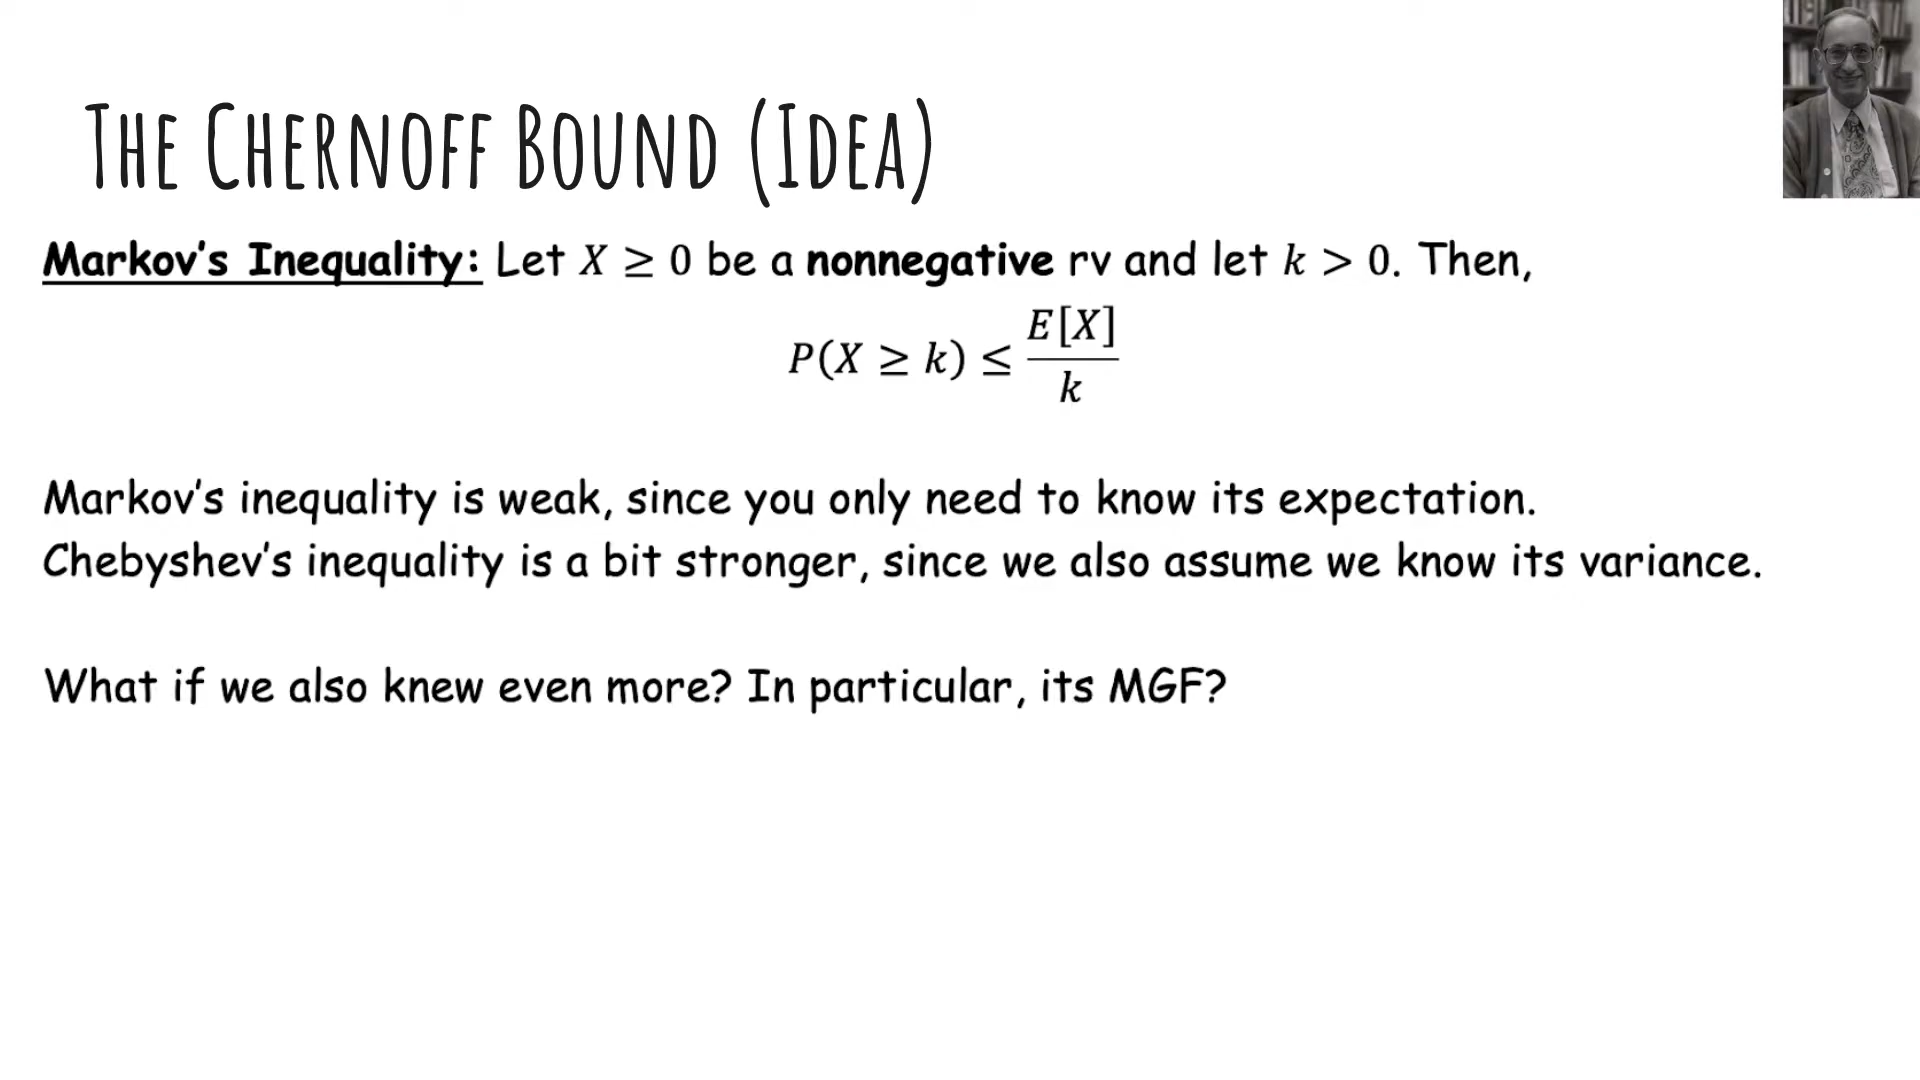 THE CHERNOFF BOUND (IDEA)
Markov's Inequality: Let X ≥ 0 be a nonnegative rv and let k > 0. Then,
P(X ≥ k) ≤ E[X] / k
Markov's inequality is weak, since you only need to know its expectation.
Chebyshev's inequality is a bit stronger, since we also assume we know its variance.
What if we also knew even more? In particular, its MGF?